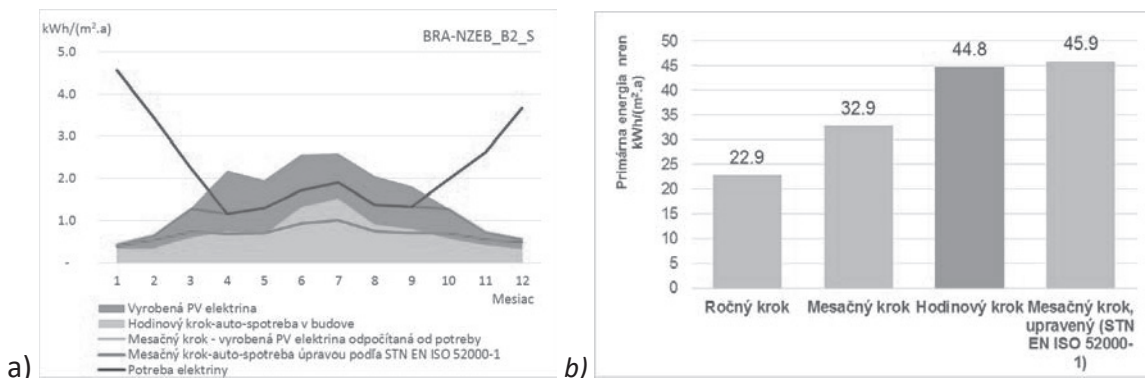 kWh/(m².a)
BRA-NZEB_B2_S
5.0
4.0
3.0
2.0
1.0
-
1 2 3 4 5 6 7 8 9 10 11 12
Mesiac
Vyrobená PV elektrina
Hodinový krok-auto-spotreba v budove
Mesačný krok - vyrobená PV elektrina odpočítaná od potreby
Mesačný krok-auto-spotreba úpravou podľa STN EN ISO 52000-1
Potreba elektriny
a)
Primárna energia nren
kWh/(m².a)
50
45
40
35
30
25
20
15
10
5
0
22.9
32.9
44.8
45.9
Ročný krok
Mesačný krok
Hodinový krok
Mesačný krok,
upravený (STN
EN ISO 52000-
1)
b)